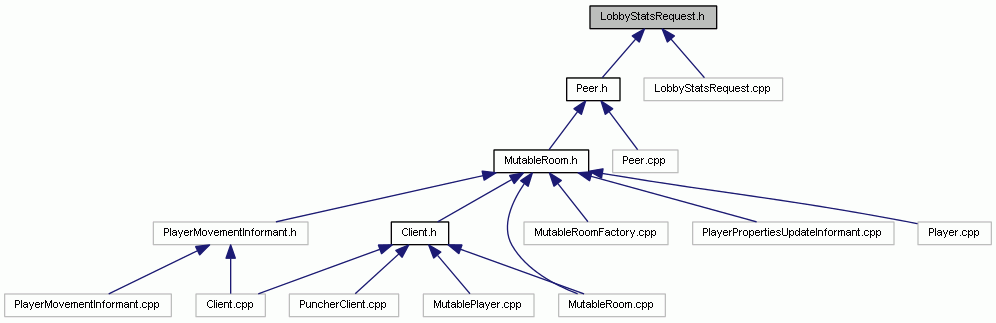 LobbyStatsRequest.h
Peer.h
LobbyStatsRequest.cpp
MutableRoom.h
Peer.cpp
PlayerMovementInformant.h
Client.h
MutableRoomFactory.cpp
PlayerPropertiesUpdateInformant.cpp
Player.cpp
PlayerMovementInformant.cpp
Client.cpp
PuncherClient.cpp
MutablePlayer.cpp
MutableRoom.cpp